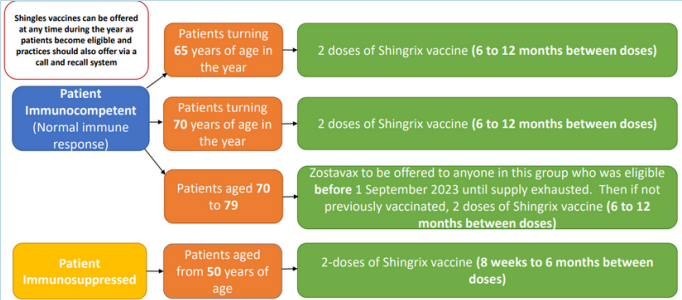 Shingles vaccines can be offered
at any time during the year as
patients become eligible and
practices should also offer via a
call and recall system
Patients turning
65 years of age in
the year
2 doses of Shingrix vaccine (6 to 12 months between doses)
Patient
Immunocompetent
(Normal immune
response)
Patients turning
70 years of age in
the year
2 doses of Shingrix vaccine (6 to 12 months between doses)
Patients aged 70
to 79
Zostavax to be offered to anyone in this group who was eligible
before 1 September 2023 until supply exhausted.  Then if not
previously vaccinated, 2 doses of Shingrix vaccine (6 to 12
months between doses)
Patient
Immunosuppressed
Patients aged
from 50 years of
age
2-doses of Shingrix vaccine (8 weeks to 6 months between
doses)